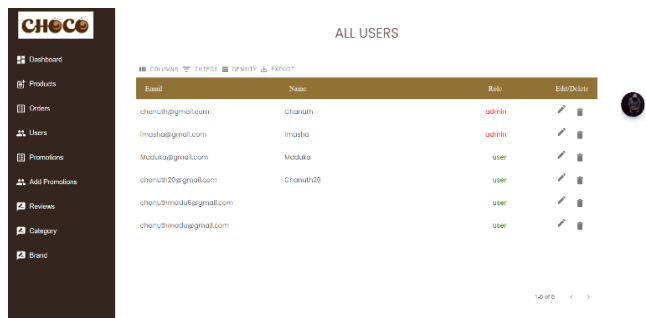 CHOCO
ALL USERS
Dashboard
Products
Orders
Users
Promotions
Add Promotions
Reviews
Category
Brand
COLUMNS FILTERS DENSITY EXPORT
Email Name Role Edit/Delete
chanuth@gmail.com Chanuth admin
Imasha@gmail.com Imasha admin
Maduka@gmail.com Maduka user
chanuth20@gmail.com Chanuth20 user
chanuthmadu6@gmail.com user
chanuthmadu@gmail.com user
1-6 of 6